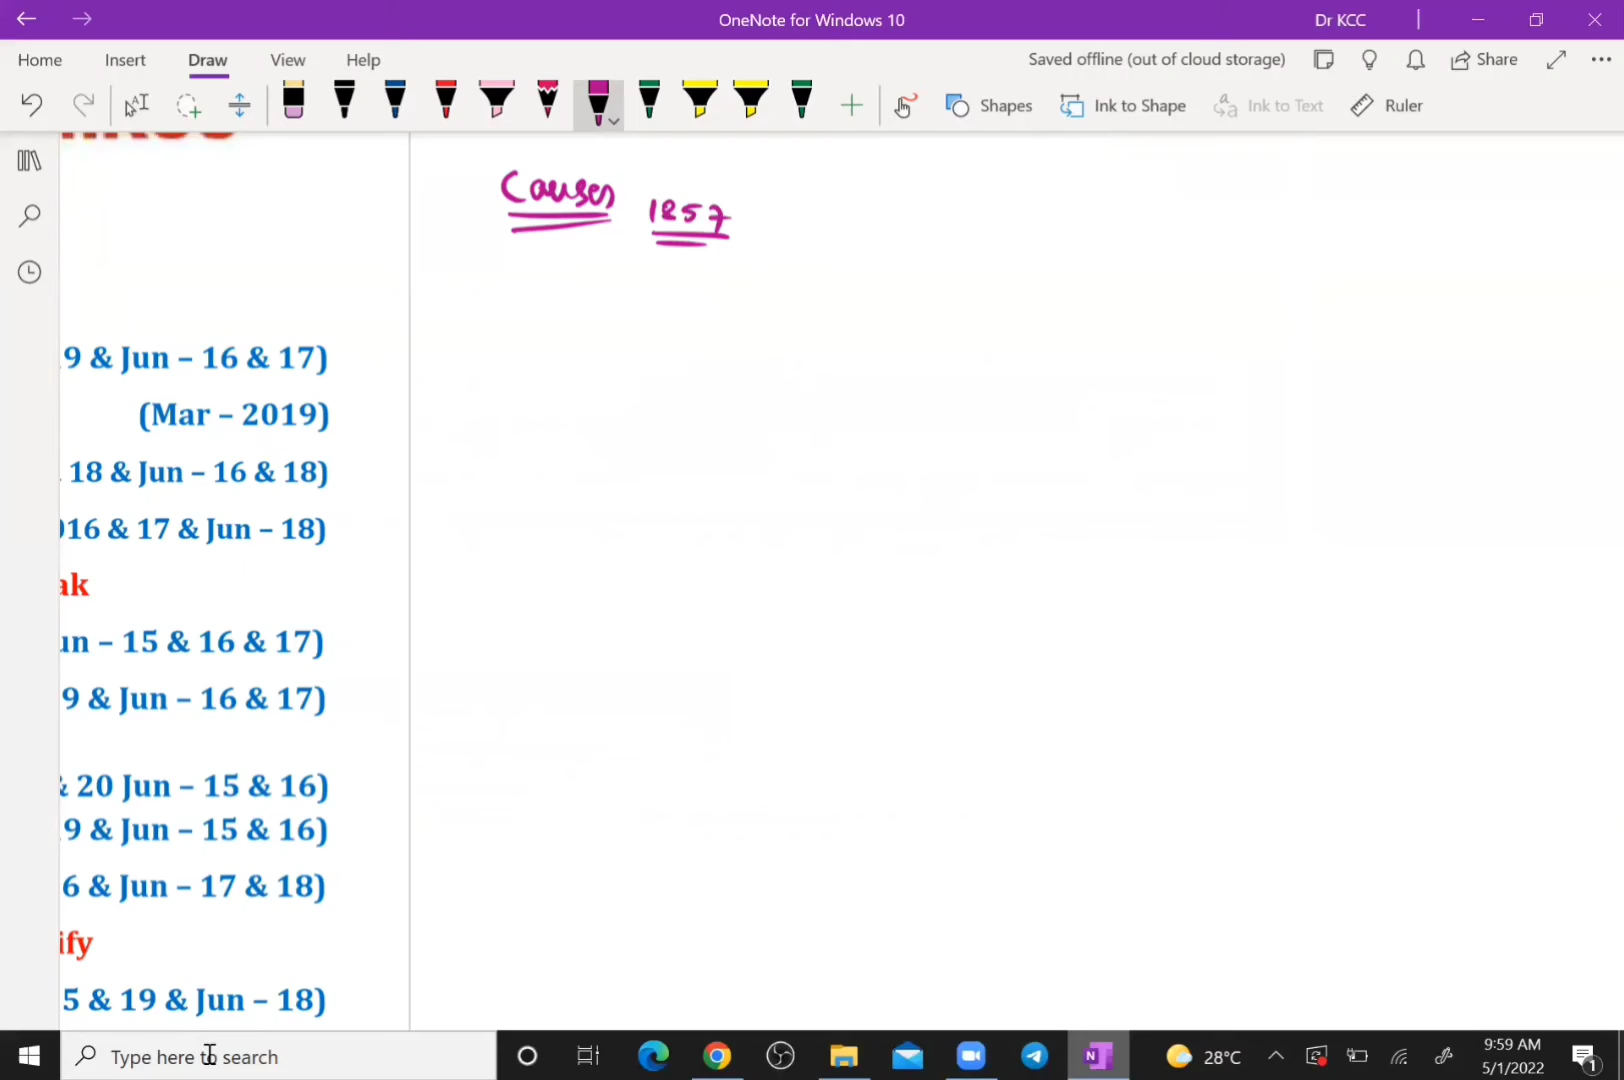 OneNote for Windows 10
Dr KCC
Home Insert Draw View Help
Saved offline (out of cloud storage)
Share
Shapes
Ink to Shape
Ink to Text
Ruler
Causes 1857
9 & Jun – 16 & 17)
(Mar – 2019)
18 & Jun – 16 & 18)
016 & 17 & Jun – 18)
ak
un – 15 & 16 & 17)
9 & Jun – 16 & 17)
& 20 Jun – 15 & 16)
9 & Jun – 15 & 16)
6 & Jun – 17 & 18)
ify
5 & 19 & Jun – 18)
Type here to search
28°C
9:59 AM
5/1/2022
1